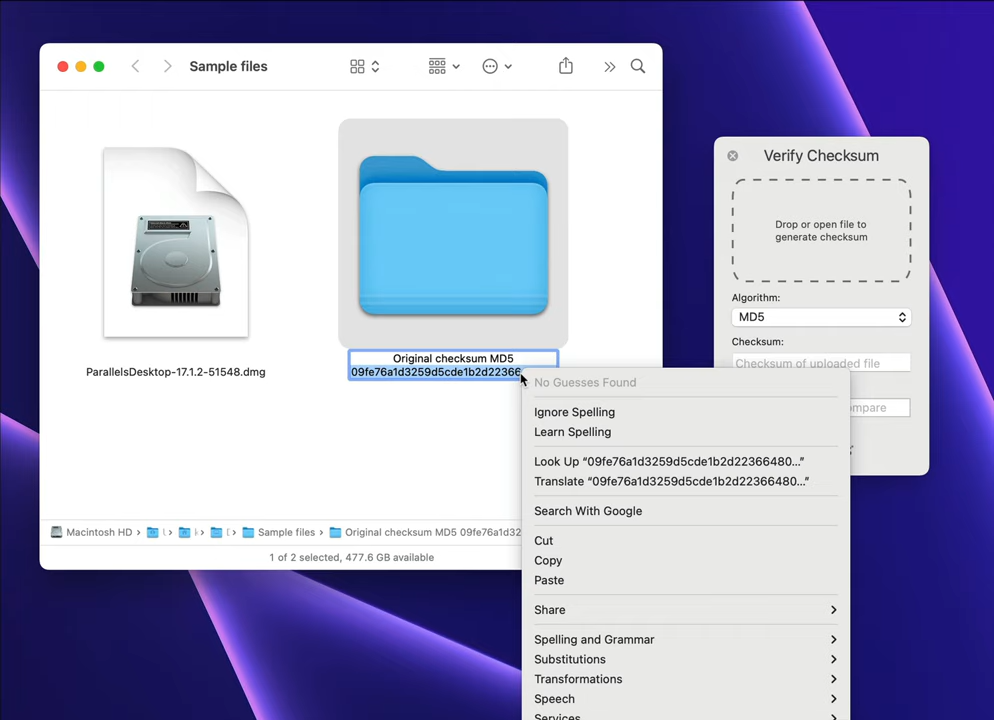 Sample files
ParallelsDesktop-17.1.2-51548.dmg
Original checksum MD5
09fe76a1d3259d5cde1b2d22366
Macintosh HD
Sample files
Original checksum MD5 09fe76a1d32
1 of 2 selected, 477.6 GB available
Verify Checksum
Drop or open file to
generate checksum
Algorithm:
MD5
Checksum:
Checksum of uploaded file
ompare
No Guesses Found
Ignore Spelling
Learn Spelling
Look Up “09fe76a1d3259d5cde1b2d22366480...”
Translate “09fe76a1d3259d5cde1b2d22366480...”
Search With Google
Cut
Copy
Paste
Share
Spelling and Grammar
Substitutions
Transformations
Speech
Services